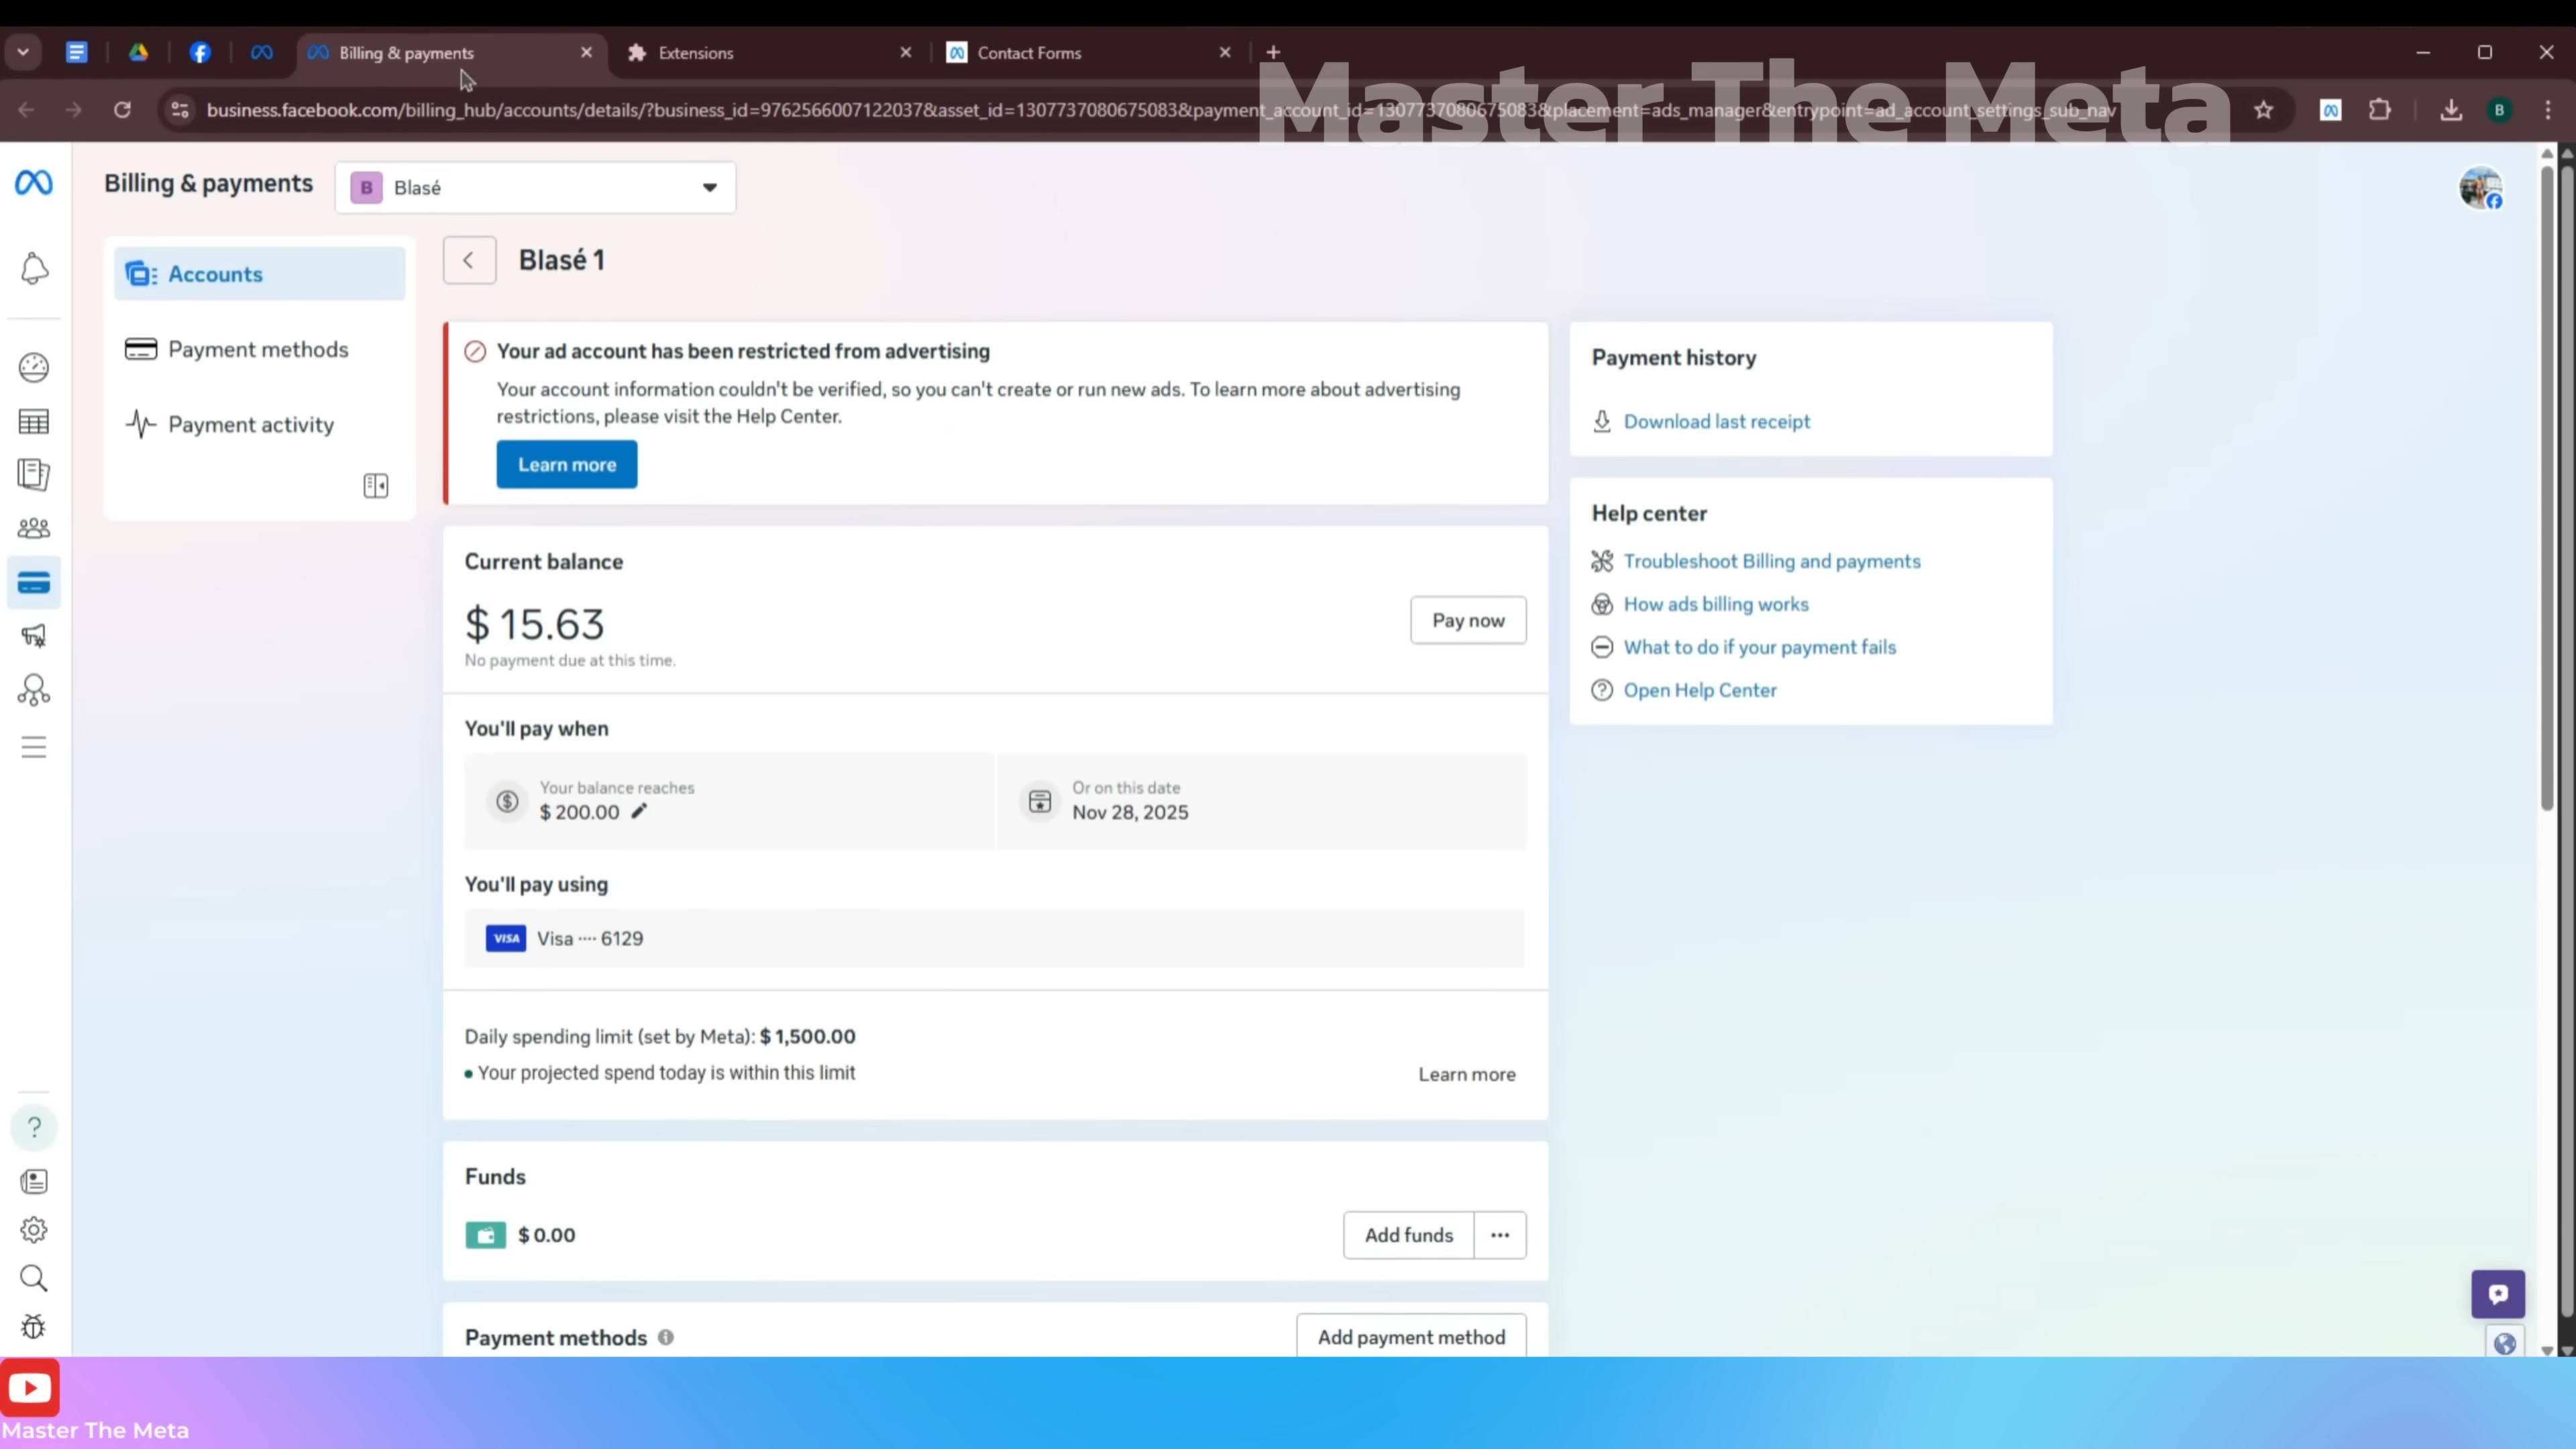 Billing & payments
Extensions
Contact Forms
Master The Meta
business.facebook.com/billing_hub/accounts/details/?business_id=9762566007122037&asset_id=1307737080675083&payment_account_id=1307737080675083&placement=ads_manager&entrypoint=ad_account_settings_sub_nav
B
Billing & payments
B Blasé
Accounts
Payment methods
Payment activity
Blasé 1
Your ad account has been restricted from advertising
Your account information couldn't be verified, so you can't create or run new ads. To learn more about advertising
restrictions, please visit the Help Center.
Learn more
Current balance
$ 15.63
No payment due at this time.
Pay now
You'll pay when
Your balance reaches
$ 200.00
Or on this date
Nov 28, 2025
You'll pay using
VISA Visa ···· 6129
Daily spending limit (set by Meta): $ 1,500.00
• Your projected spend today is within this limit
Learn more
Funds
$ 0.00
Add funds
Payment methods
Add payment method
Payment history
Download last receipt
Help center
Troubleshoot Billing and payments
How ads billing works
What to do if your payment fails
Open Help Center
Master The Meta